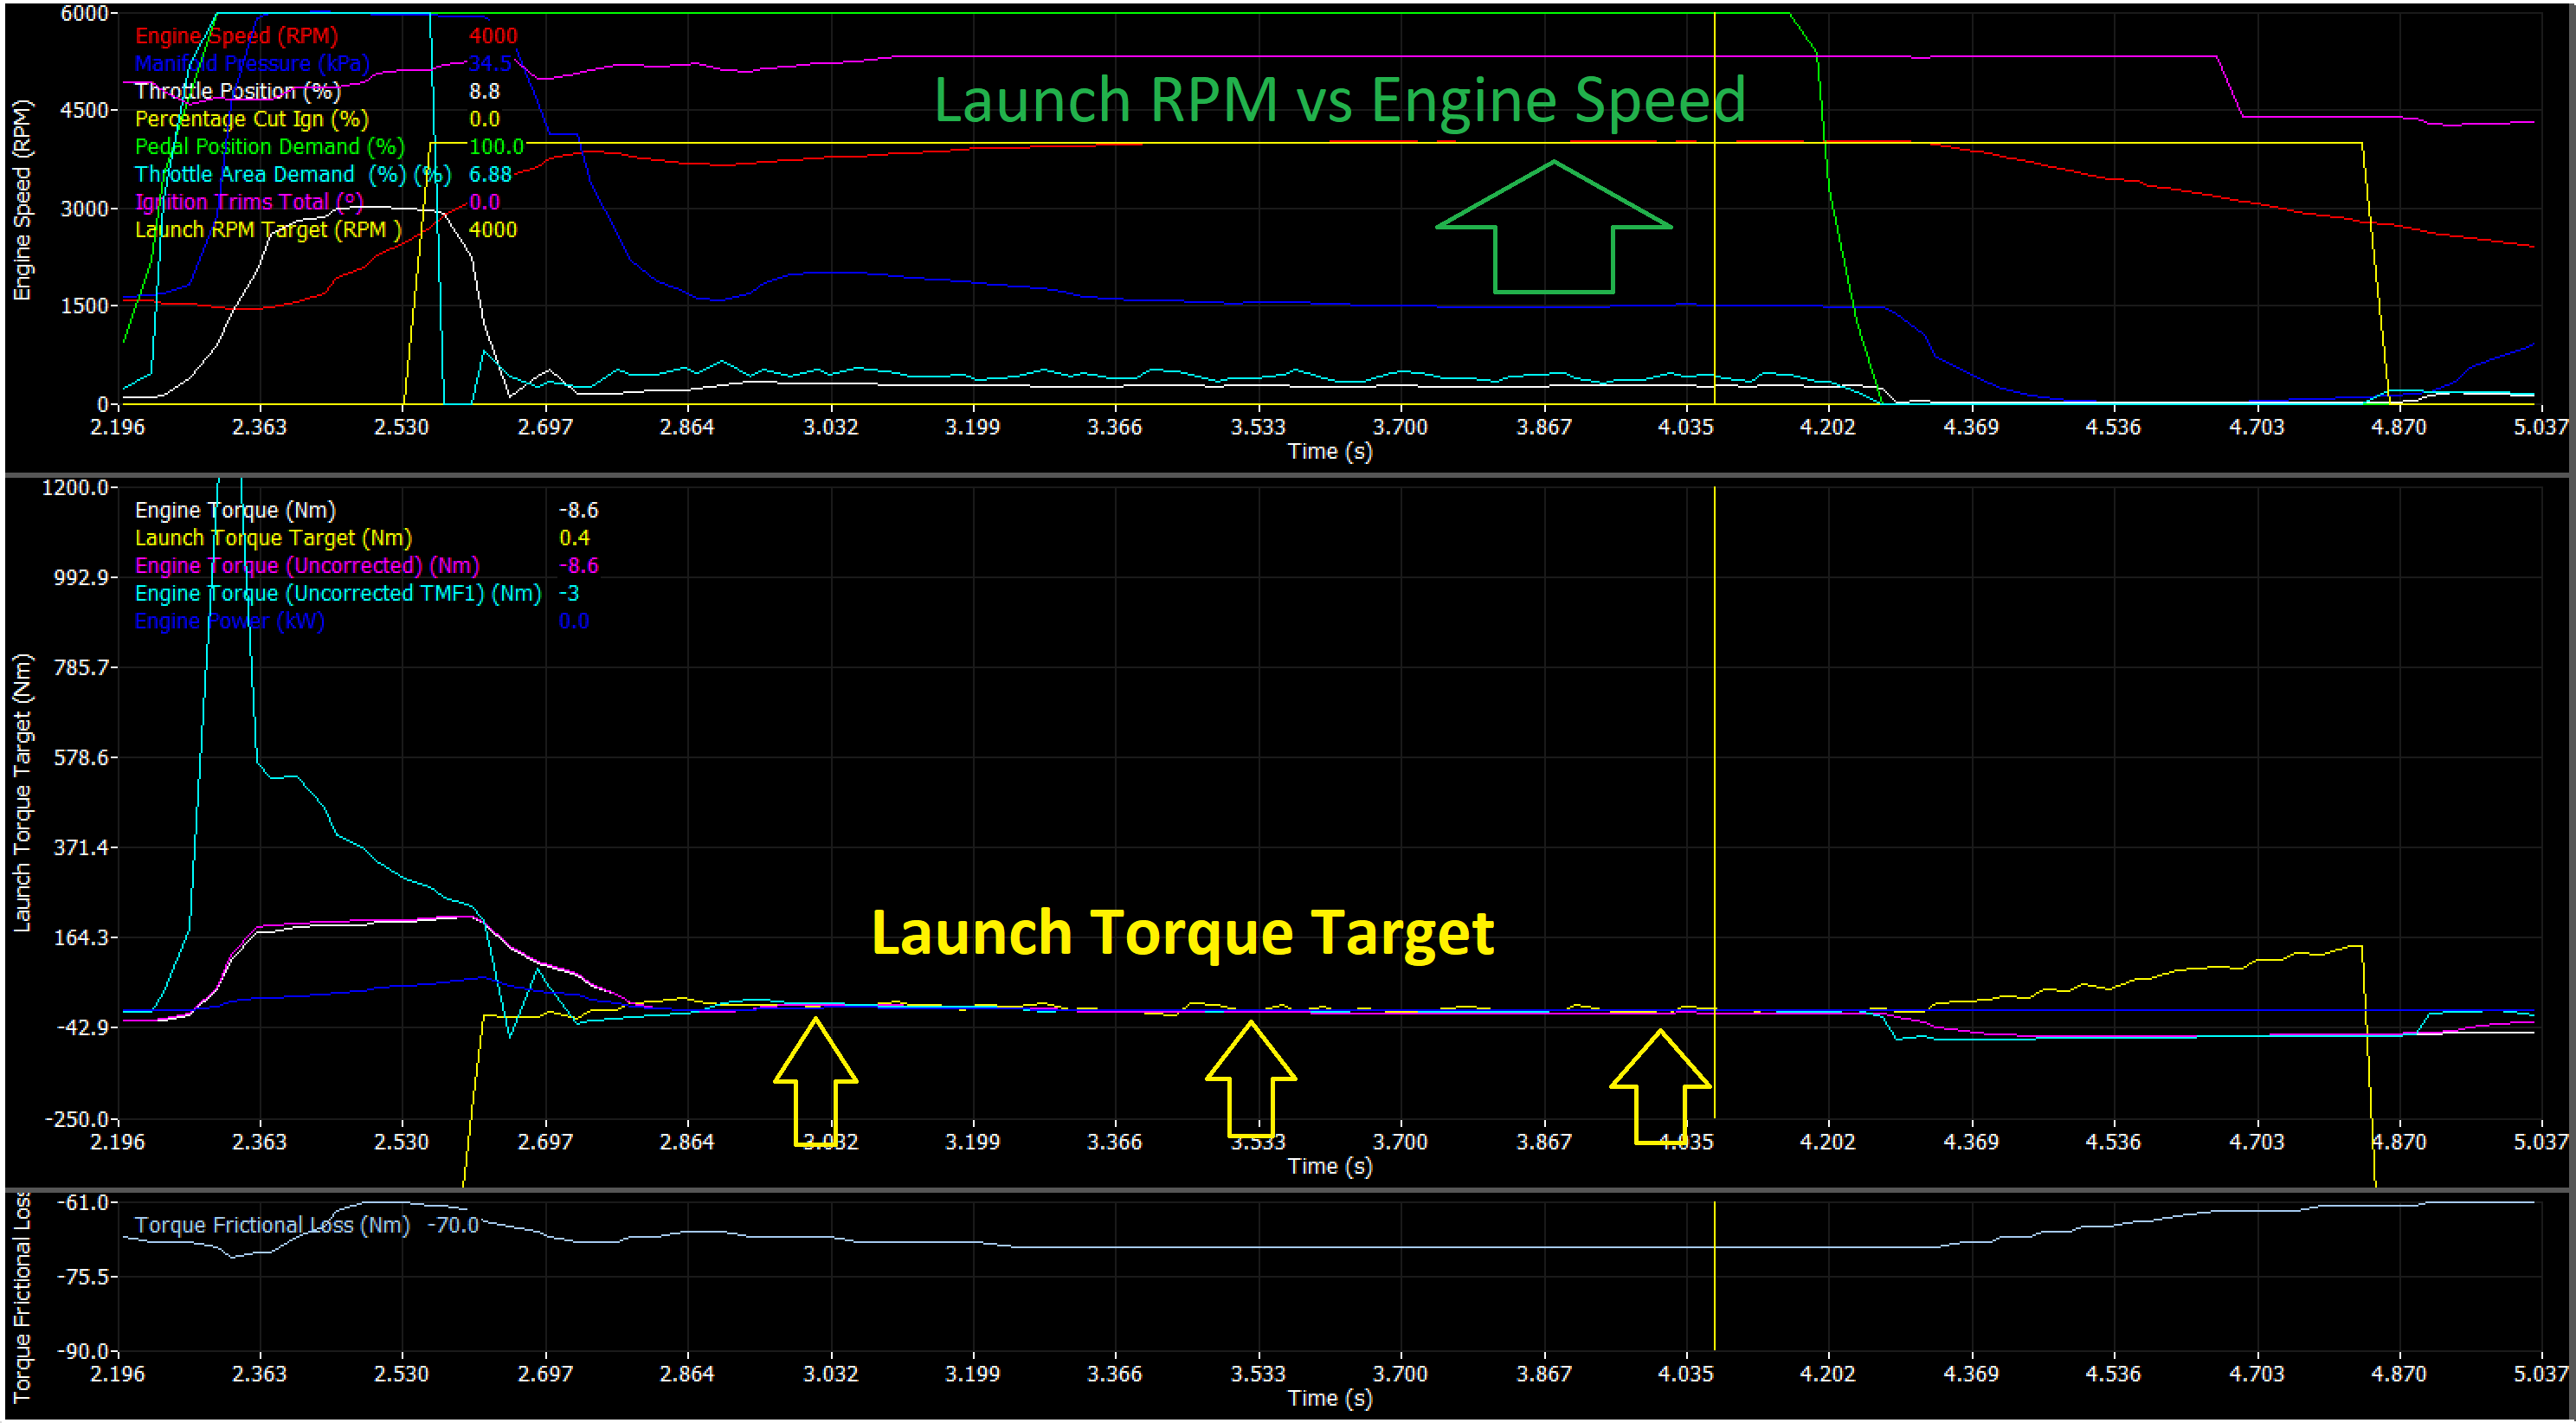 6000
4500
3000
1500
0
Engine Speed (RPM)
Engine Speed (RPM) 4000
Manifold Pressure (kPa) 34.5
Throttle Position (%) 8.8
Percentage Cut Ign (%) 0.0
Pedal Position Demand (%) 100.0
Throttle Area Demand (%) (%) 6.88
Ignition Trims Total (º) 0.0
Launch RPM Target (RPM ) 4000
Launch RPM vs Engine Speed
2.196 2.363 2.530 2.697 2.864 3.032 3.199 3.366 3.533 3.700 3.867 4.035 4.202 4.369 4.536 4.703 4.870 5.037
Time (s)
1200.0
992.9
785.7
578.6
371.4
164.3
-42.9
-250.0
Launch Torque Target (Nm)
Engine Torque (Nm) -8.6
Launch Torque Target (Nm) 0.4
Engine Torque (Uncorrected) (Nm) -8.6
Engine Torque (Uncorrected TMF1) (Nm) -3
Engine Power (kW) 0.0
Launch Torque Target
2.196 2.363 2.530 2.697 2.864 3.032 3.199 3.366 3.533 3.700 3.867 4.035 4.202 4.369 4.536 4.703 4.870 5.037
Time (s)
-61.0
-75.5
-90.0
Torque Frictional Loss
Torque Frictional Loss (Nm) -70.0
2.196 2.363 2.530 2.697 2.864 3.032 3.199 3.366 3.533 3.700 3.867 4.035 4.202 4.369 4.536 4.703 4.870 5.037
Time (s)